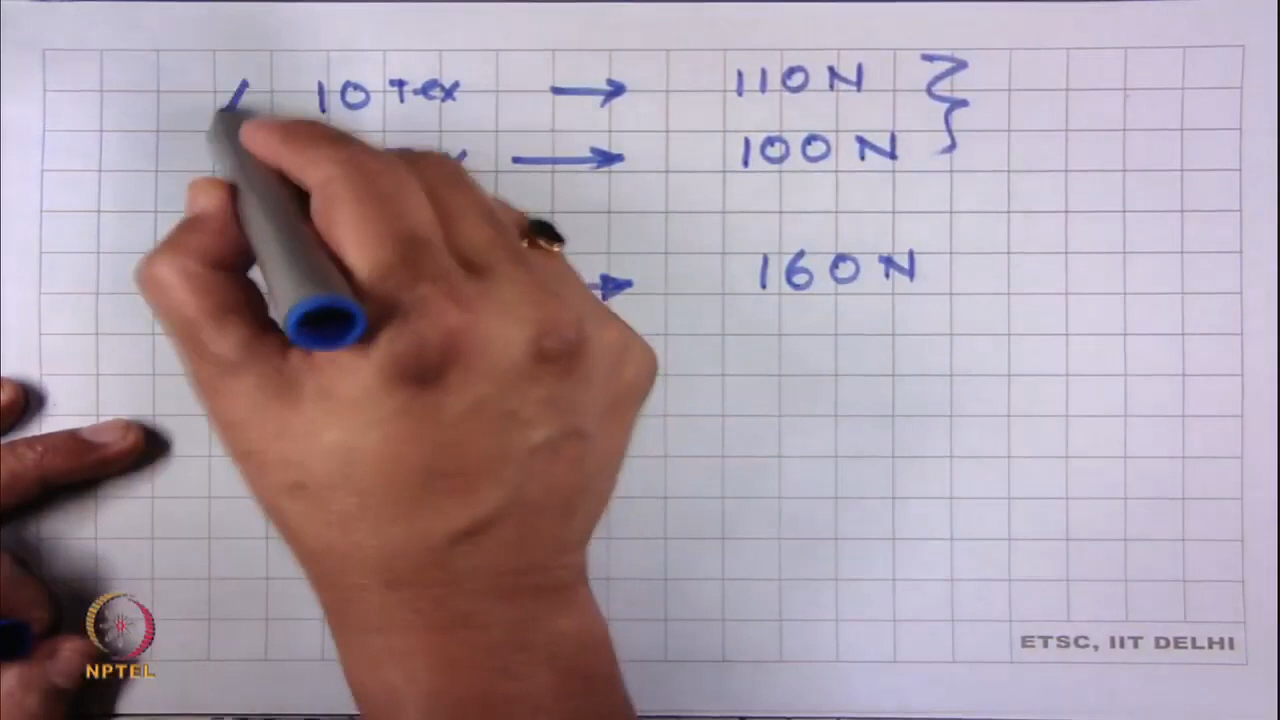 10 Tex → 110 N
→ 100 N
→ 160 N
NPTEL
ETSC, IIT DELHI